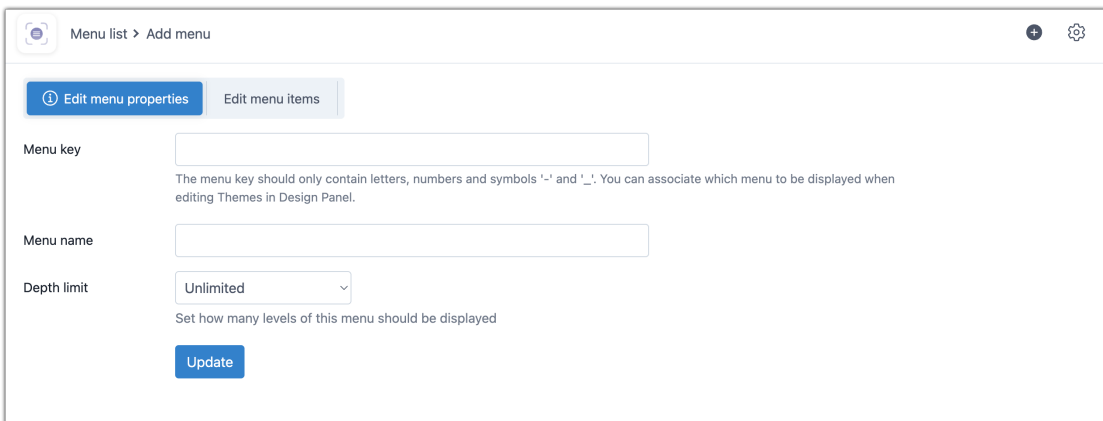 Menu list > Add menu
Edit menu properties
Edit menu items
Menu key
The menu key should only contain letters, numbers and symbols '-' and '_'. You can associate which menu to be displayed when
editing Themes in Design Panel.
Menu name
Depth limit
Unlimited
Set how many levels of this menu should be displayed
Update